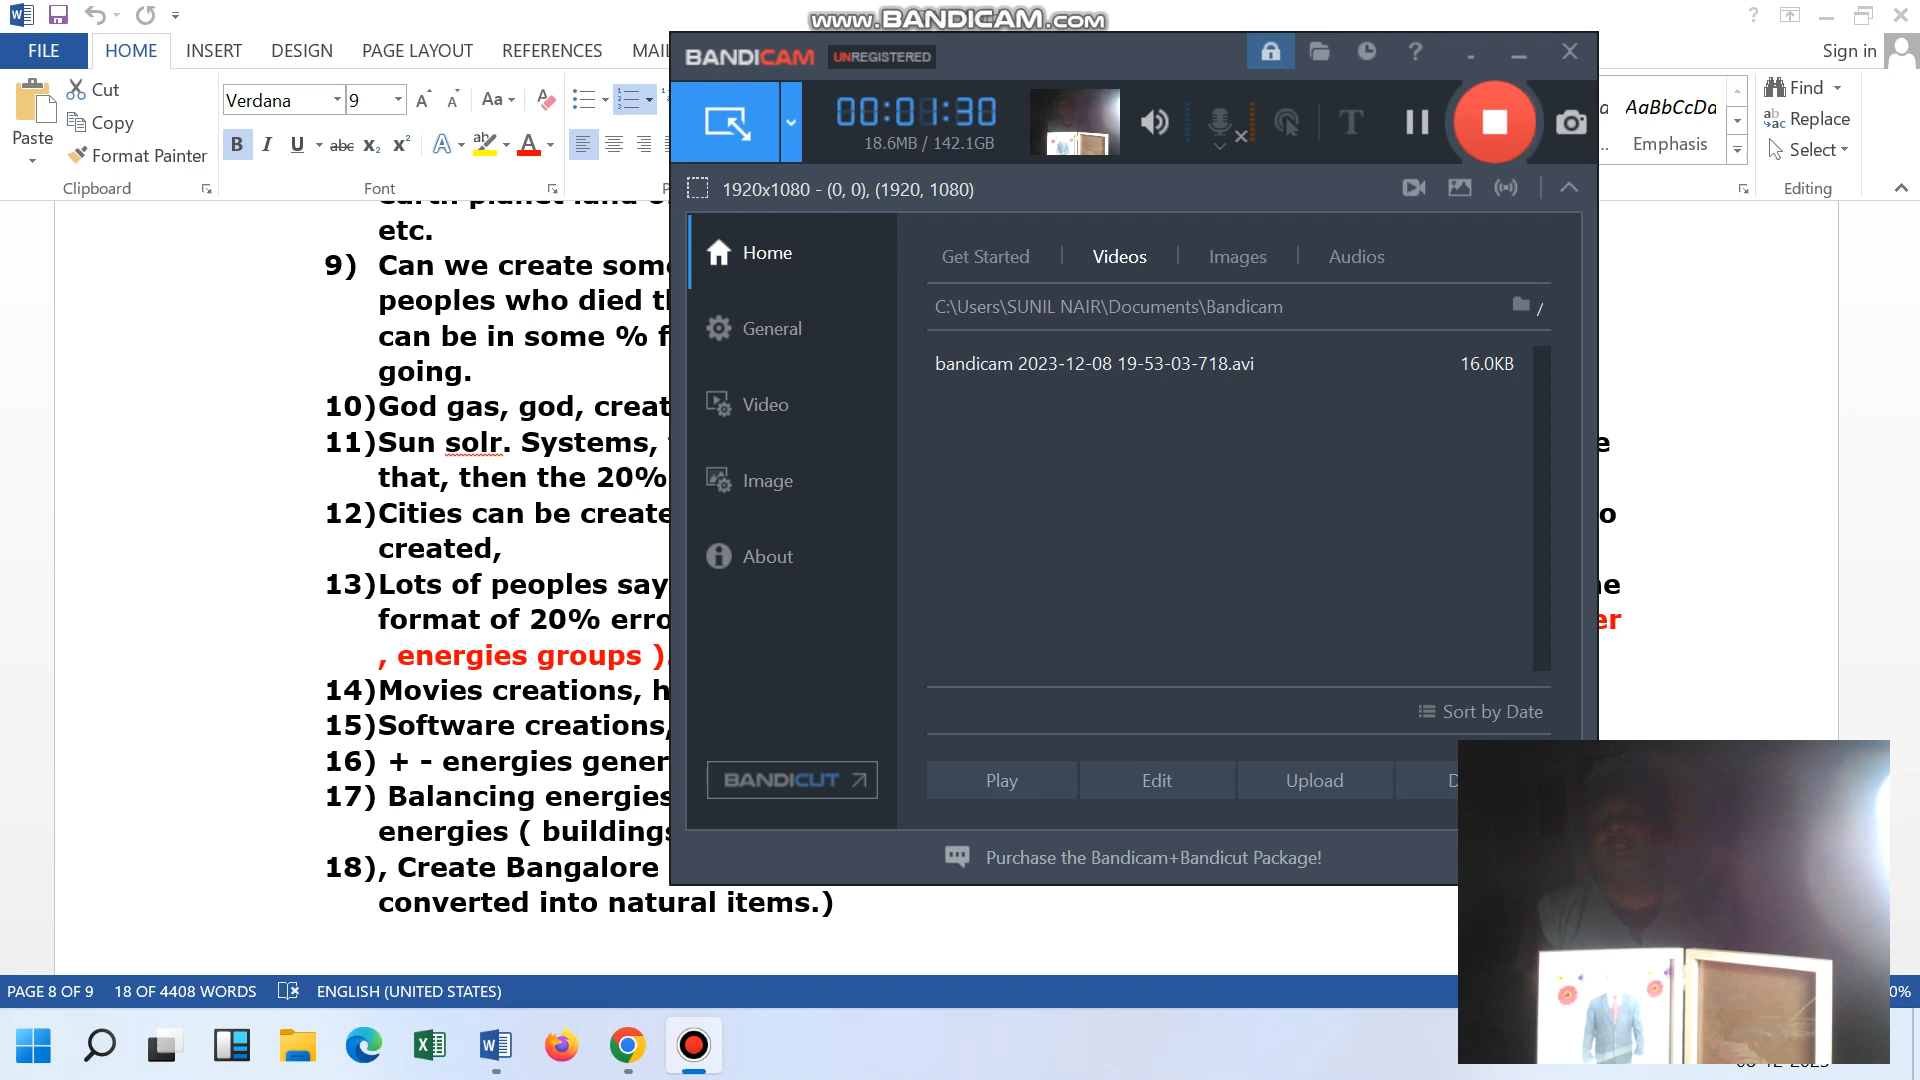 www.BANDICAM.com
FILE
HOME
INSERT
DESIGN
PAGE LAYOUT
REFERENCES
Sign in
Paste
Cut
Copy
Format Painter
Clipboard
Verdana
9
Font
AaBbCcDd
Emphasis
Find
Replace
Select
Editing
etc.
9) Can we create
peoples who died
can be in some %
going.
10)God gas, god,
11)Sun solr. Systems,
that, then the 20%
12)Cities can be
created,
13)Lots of peoples say
format of 20%
, energies groups )
14)Movies creations,
15)Software creations,
16) + - energies
17) Balancing energies
energies ( buildings
18), Create Bangalore
converted into natural items.)
BANDICAM UNREGISTERED
00:01:30
18.6MB / 142.1GB
1920x1080 - (0, 0), (1920, 1080)
Home
General
Video
Image
About
BANDICUT
Get Started
Videos
Images
Audios
C:\Users\SUNIL NAIR\Documents\Bandicam
/
bandicam 2023-12-08 19-53-03-718.avi 16.0KB
Sort by Date
Play
Edit
Upload
Purchase the Bandicam+Bandicut Package!
PAGE 8 OF 9
18 OF 4408 WORDS
ENGLISH (UNITED STATES)